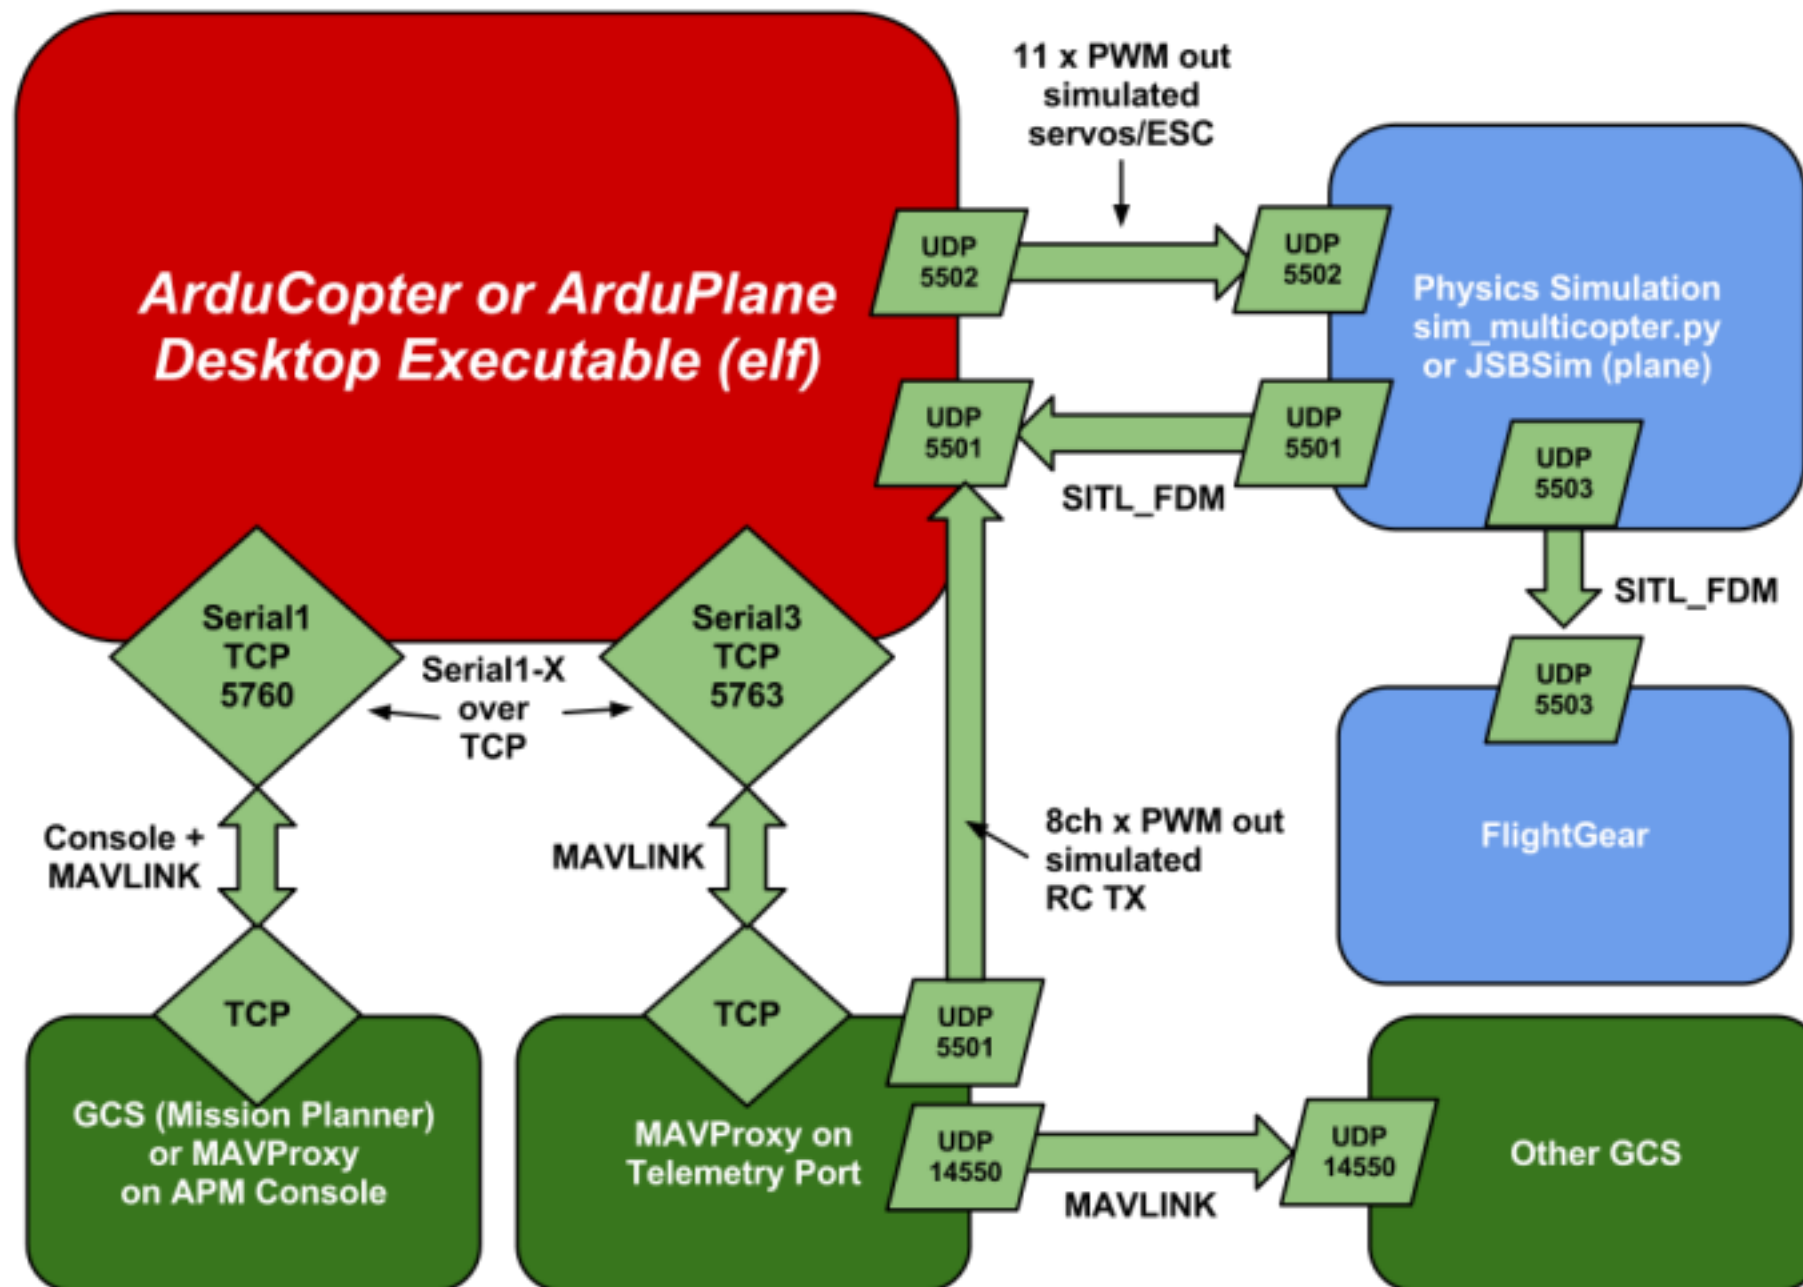 11 x PWM out
simulated
servos/ESC
ArduCopter or ArduPlane
Desktop Executable (elf)
UDP
5502
UDP
5502
Physics Simulation
sim_multicopter.py
or JSBSim (plane)
UDP
5501
UDP
5501
SITL_FDM
UDP
5503
SITL_FDM
UDP
5503
FlightGear
Serial1
TCP
5760
Serial1-X
over
TCP
Serial3
TCP
5763
Console +
MAVLINK
MAVLINK
8ch x PWM out
simulated
RC TX
TCP
GCS (Mission Planner)
or MAVProxy
on APM Console
TCP
MAVProxy on
Telemetry Port
UDP
5501
UDP
14550
MAVLINK
UDP
14550
Other GCS